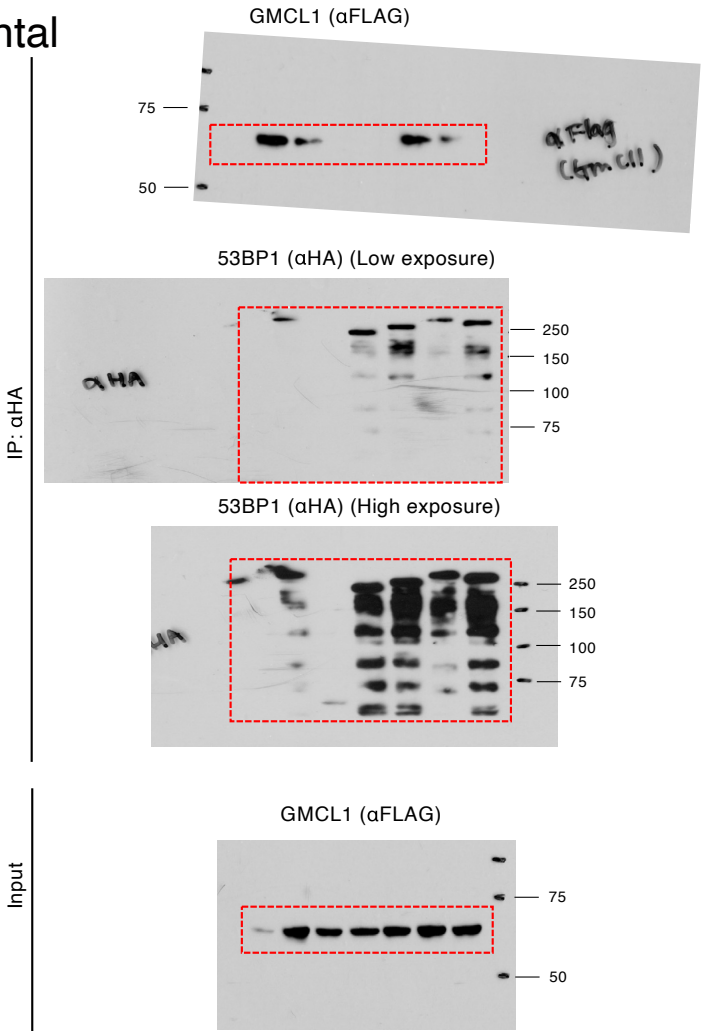 ntal
GMCL1 (αFLAG)
75
50
α Flag
(GmCl1)
53BP1 (αHA) (Low exposure)
αHA
250
150
100
75
IP: αHA
53BP1 (αHA) (High exposure)
HA
250
150
100
75
GMCL1 (αFLAG)
Input
75
50